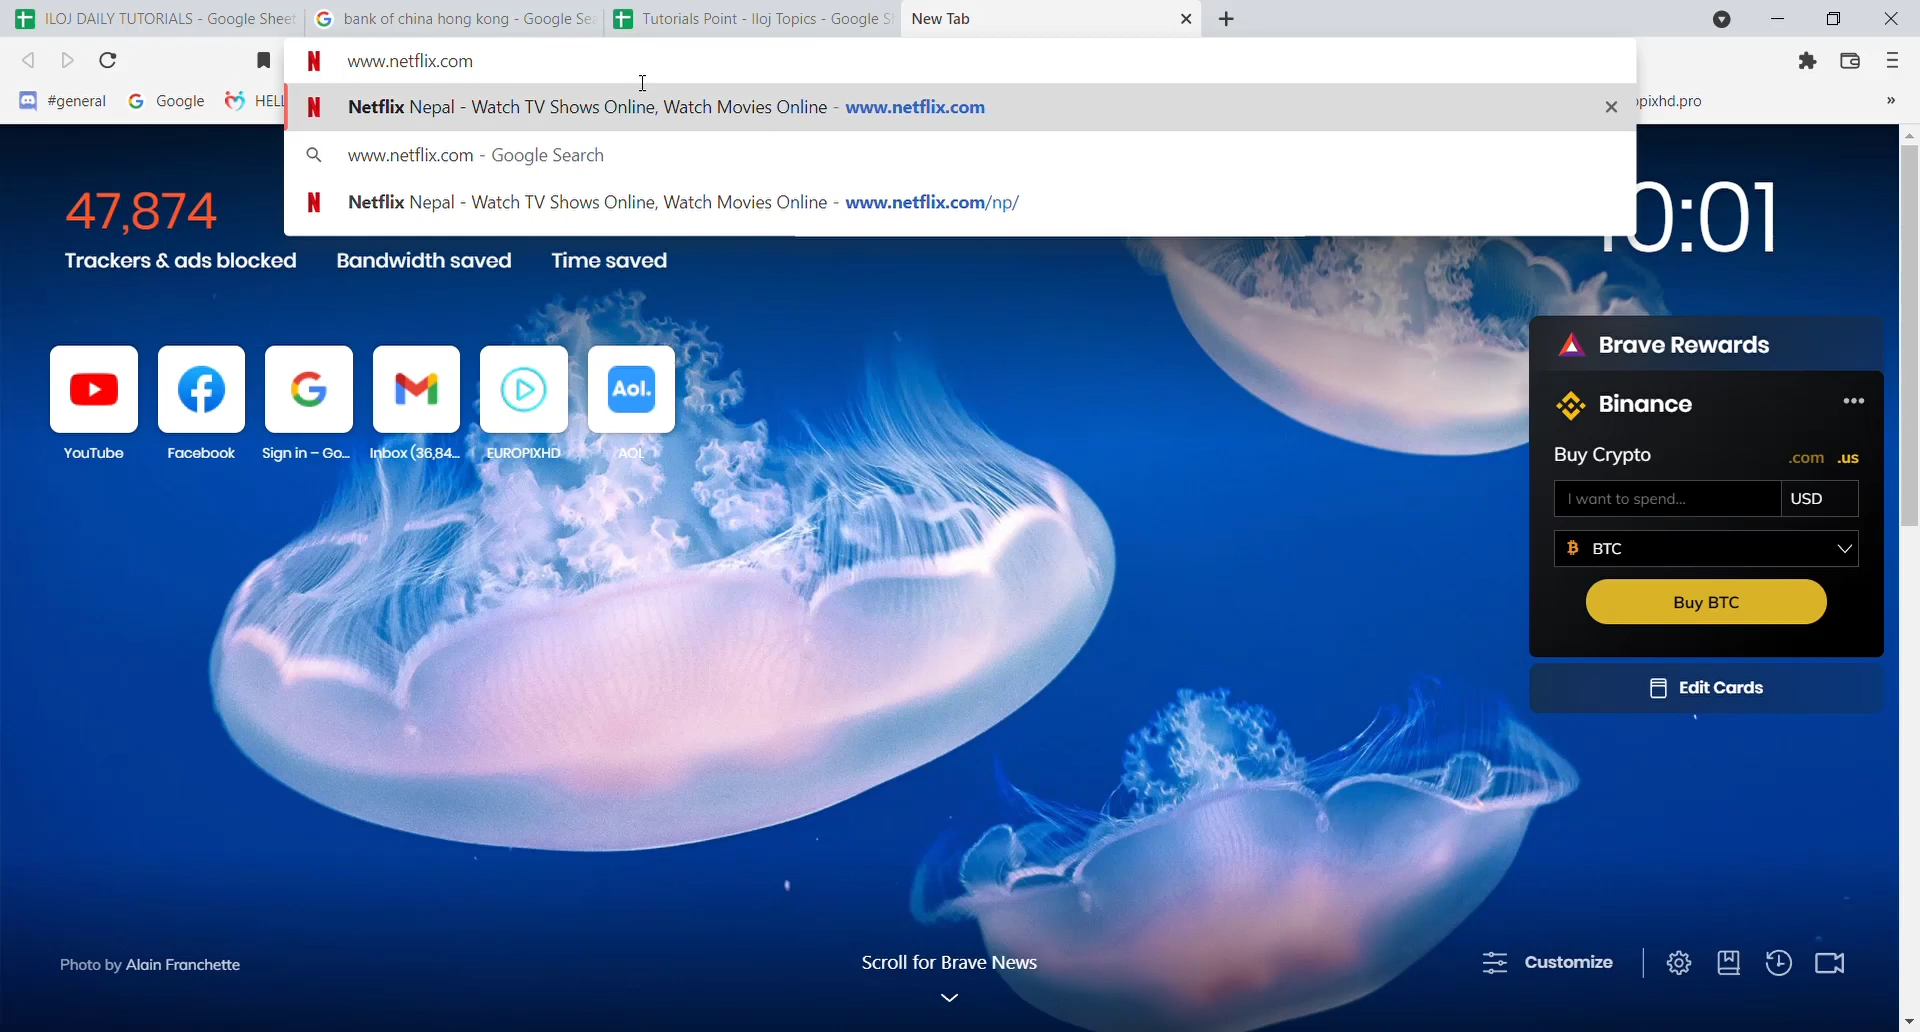 ILOJ DAILY TUTORIALS - Google Sheet
bank of china hong kong - Google Sea
Tutorials Point - Iloj Topics - Google S
New Tab
www.netflix.com
#general
Google
HELL
Netflix Nepal - Watch TV Shows Online, Watch Movies Online - www.netflix.com
pixhd.pro
www.netflix.com - Google Search
Netflix Nepal - Watch TV Shows Online, Watch Movies Online - www.netflix.com/np/
47,874
0:01
Trackers & ads blocked
Bandwidth saved
Time saved
Aol.
YouTube
Facebook
Sign in – Go...
Inbox (36,84...
EUROPIXHD
AOL
Brave Rewards
Binance
Buy Crypto
.com .us
I want to spend...
USD
BTC
Buy BTC
Edit Cards
Photo by Alain Franchette
Scroll for Brave News
Customize